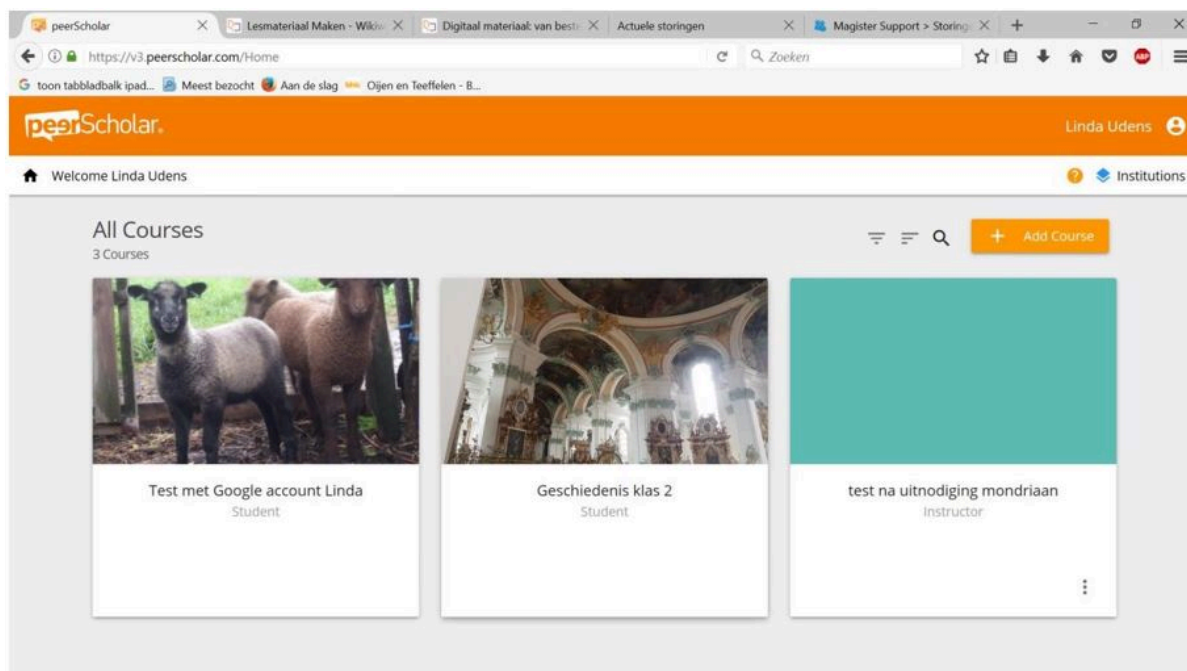 peerScholar
Lesmateriaal Maken - Wikiw
Digitaal materiaal: van beste
Actuele storingen
Magister Support > Storing
https://v3.peerscholar.com/Home
Zoeken
ABP
G toon tabbladbalk ipad...
Meest bezocht
Aan de slag
Oijen en Teeffelen - B...
peerScholar.
Linda Udens
Welcome Linda Udens
?
Institutions
All Courses
3 Courses
+ Add Course
Test met Google account Linda
Student
Geschiedenis klas 2
Student
test na uitnodiging mondriaan
Instructor